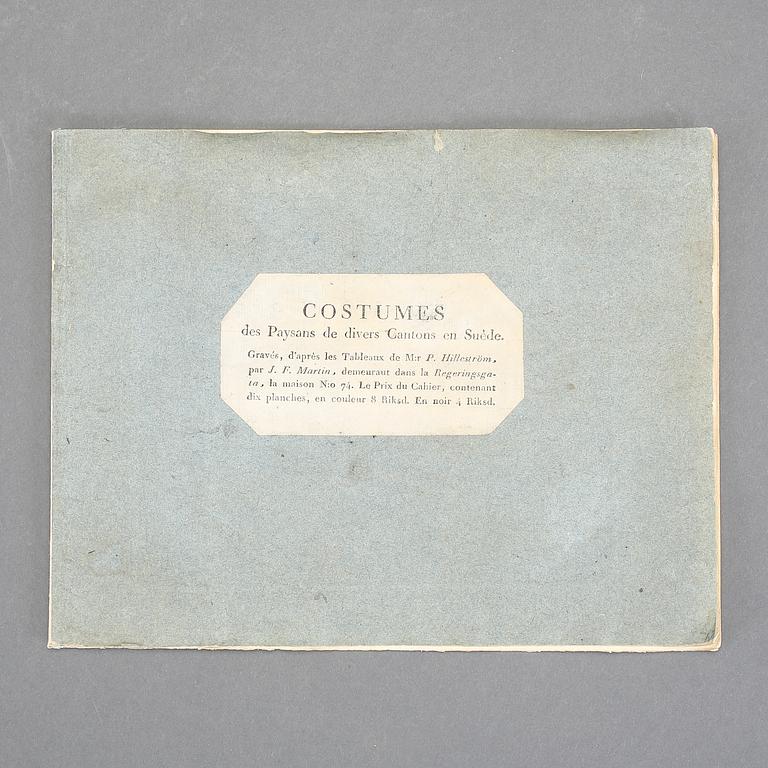 COSTUMES
des Paysans de divers Cantons en Suède.
Gravés, d'après les Tableaux de M:r P. Hilleström,
par J. F. Martin, demeurant dans la Regeringsga-
ta, la maison N:o 74. Le Prix du Cahier, contenant
dix planches, en couleur 8 Riksd. En noir 4 Riksd.